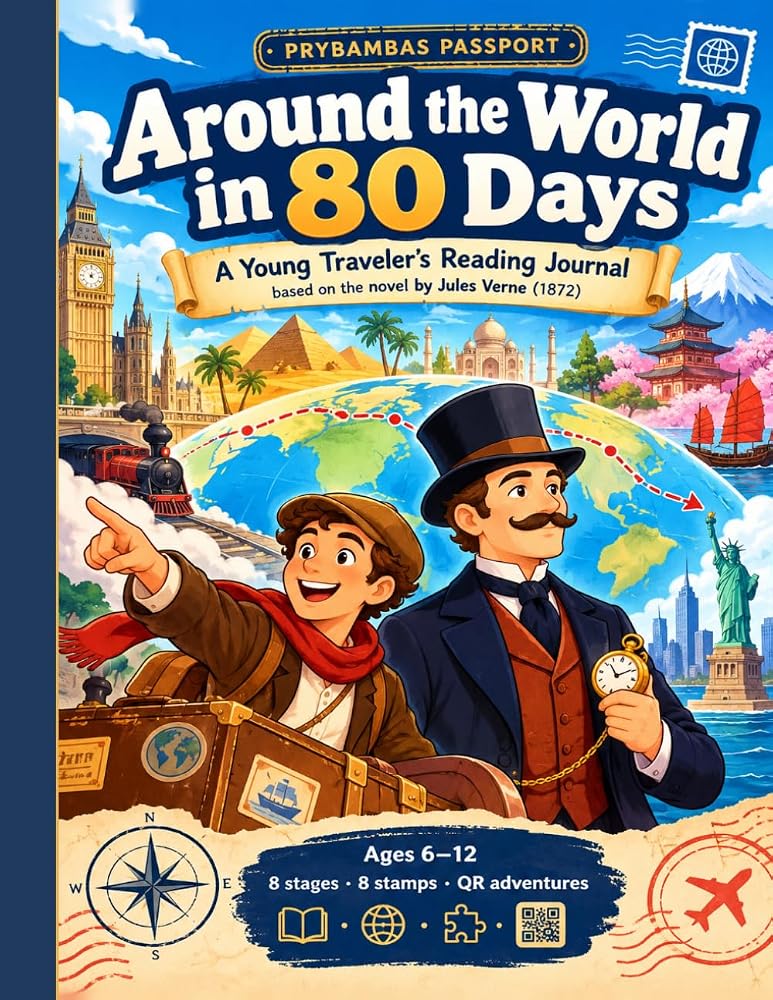 · PRYBAMBAS PASSPORT ·
Around the World
in 80 Days
A Young Traveler's Reading Journal
based on the novel by Jules Verne (1872)
N
W
E
S
Ages 6–12
8 stages · 8 stamps · QR adventures